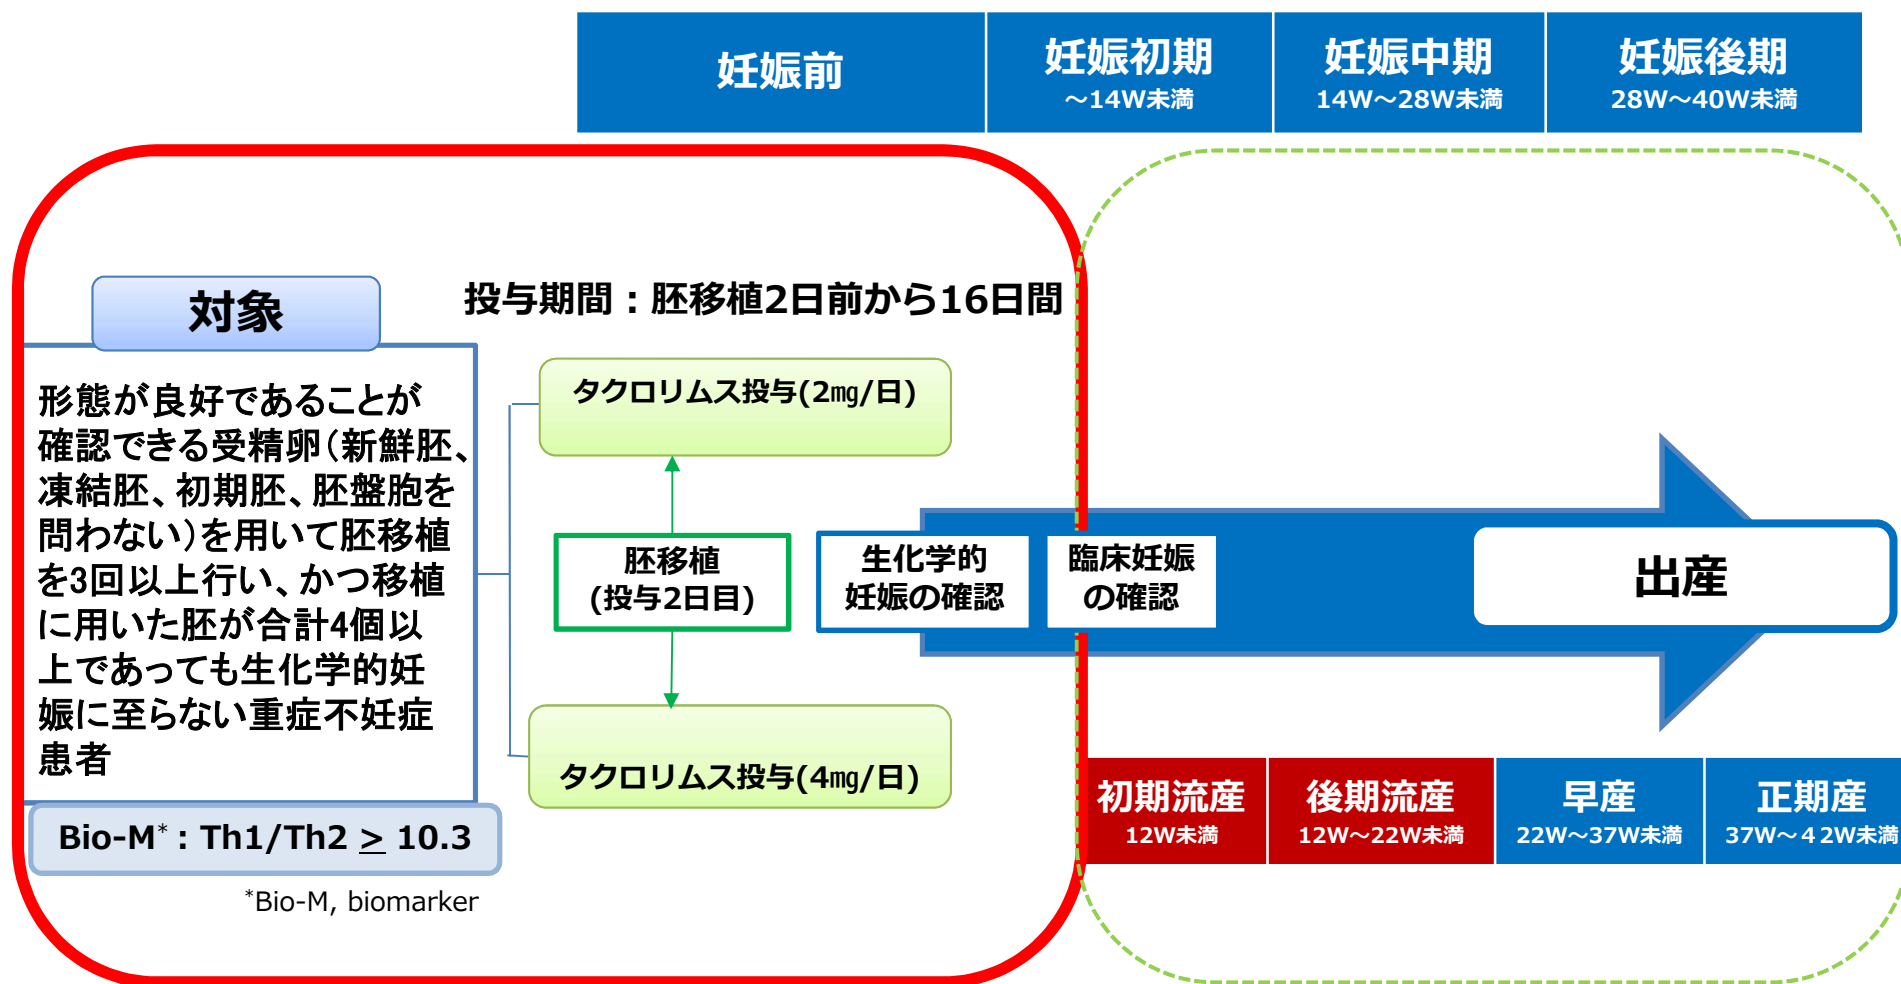 妊娠前
妊娠初期
～14W未満
妊娠中期
14W～28W未満
妊娠後期
28W～40W未満
対象
投与期間：胚移植2日前から16日間
形態が良好であることが
確認できる受精卵（新鮮胚、
凍結胚、初期胚、胚盤胞を
問わない）を用いて胚移植
を3回以上行い、かつ移植
に用いた胚が合計4個以
上であっても生化学的妊
娠に至らない重症不妊症
患者
Bio-M*：Th1/Th2 ≥ 10.3
*Bio-M, biomarker
タクロリムス投与(2㎎/日)
胚移植
(投与2日目)
タクロリムス投与(4㎎/日)
生化学的
妊娠の確認
臨床妊娠
の確認
出産
初期流産
12W未満
後期流産
12W～22W未満
早産
22W～37W未満
正期産
37W～４2W未満